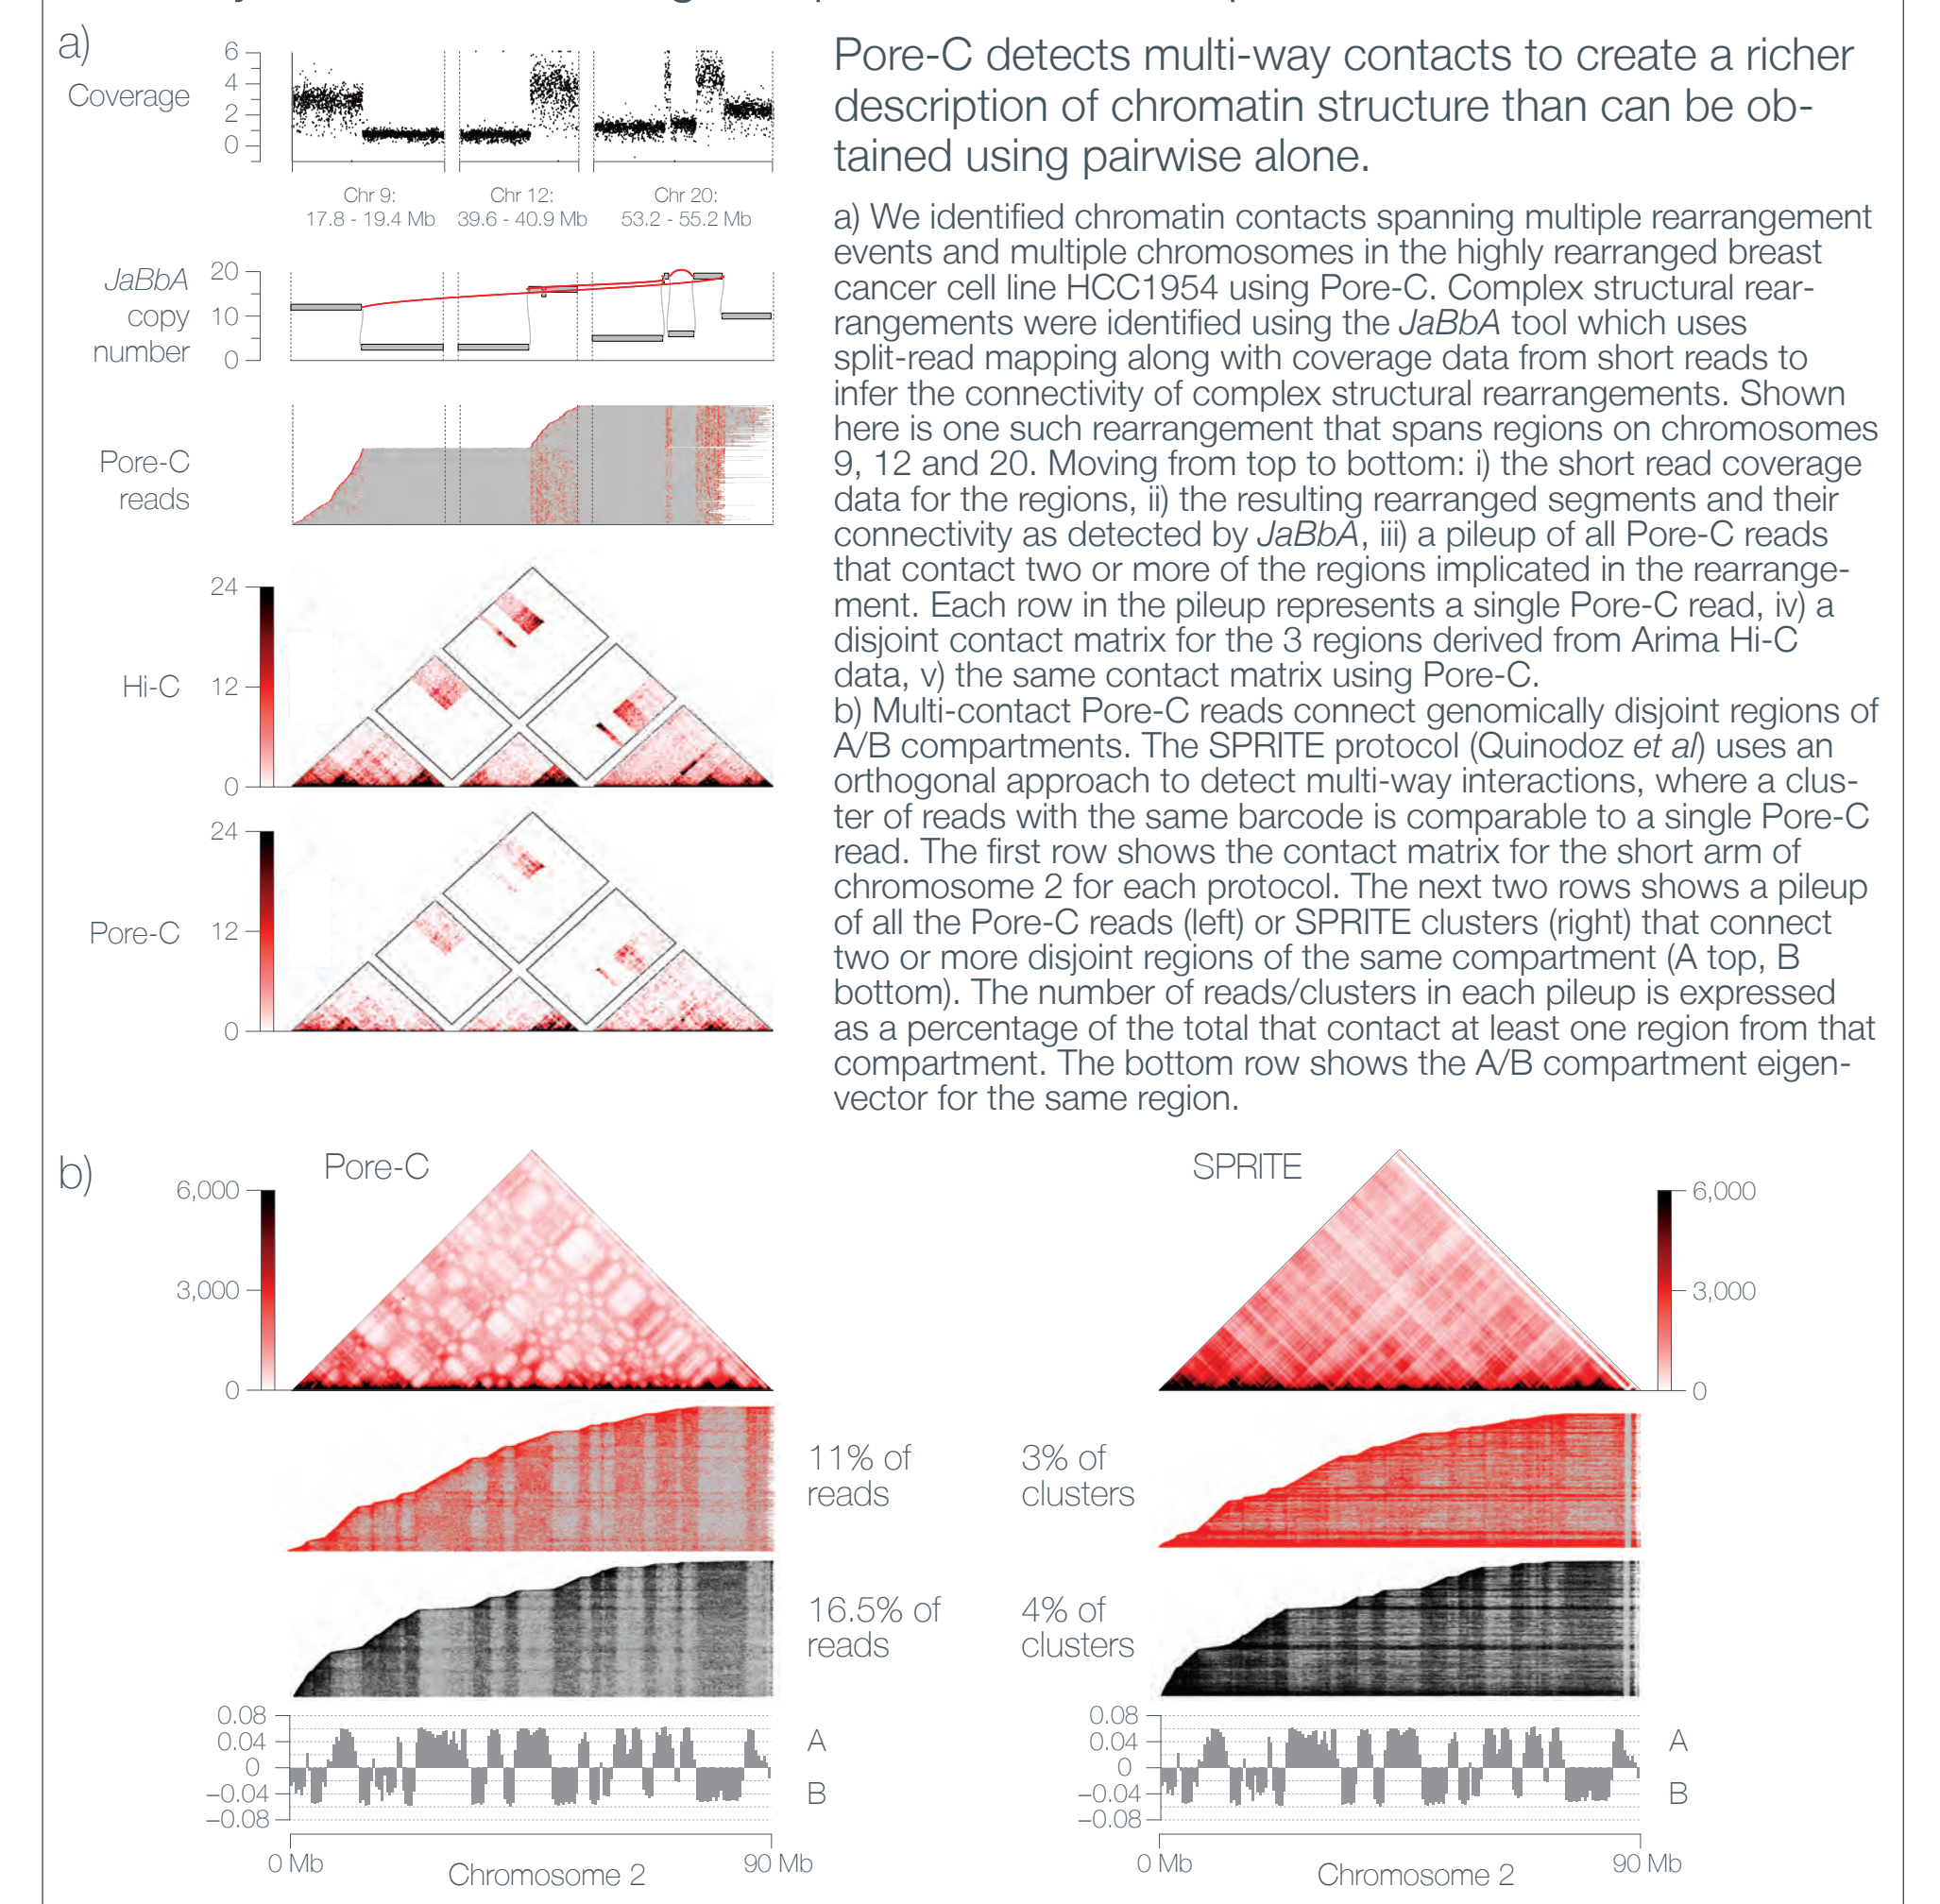 a)
Coverage
6
4
2
0
Chr 9:
17.8 - 19.4 Mb
Chr 12:
39.6 - 40.9 Mb
Chr 20:
53.2 - 55.2 Mb
JaBbA
copy
number
20
10
0
Pore-C
reads
Hi-C
24
12
0
Pore-C
24
12
0
Pore-C detects multi-way contacts to create a richer
description of chromatin structure than can be ob-
tained using pairwise alone.
a) We identified chromatin contacts spanning multiple rearrangement
events and multiple chromosomes in the highly rearranged breast
cancer cell line HCC1954 using Pore-C. Complex structural rear-
rangements were identified using the JaBbA tool which uses
split-read mapping along with coverage data from short reads to
infer the connectivity of complex structural rearrangements. Shown
here is one such rearrangement that spans regions on chromosomes
9, 12 and 20. Moving from top to bottom: i) the short read coverage
data for the regions, ii) the resulting rearranged segments and their
connectivity as detected by JaBbA, iii) a pileup of all Pore-C reads
that contact two or more of the regions implicated in the rearrange-
ment. Each row in the pileup represents a single Pore-C read, iv) a
disjoint contact matrix for the 3 regions derived from Arima Hi-C
data, v) the same contact matrix using Pore-C.
b) Multi-contact Pore-C reads connect genomically disjoint regions of
A/B compartments. The SPRITE protocol (Quinodoz et al) uses an
orthogonal approach to detect multi-way interactions, where a clus-
ter of reads with the same barcode is comparable to a single Pore-C
read. The first row shows the contact matrix for the short arm of
chromosome 2 for each protocol. The next two rows shows a pileup
of all the Pore-C reads (left) or SPRITE clusters (right) that connect
two or more disjoint regions of the same compartment (A top, B
bottom). The number of reads/clusters in each pileup is expressed
as a percentage of the total that contact at least one region from that
compartment. The bottom row shows the A/B compartment eigen-
vector for the same region.
b)
Pore-C
6,000
3,000
0
SPRITE
6,000
3,000
0
11% of
reads
3% of
clusters
16.5% of
reads
4% of
clusters
0.08
0.04
0
−0.04
−0.08
A
B
0 Mb
Chromosome 2
90 Mb
0.08
0.04
0
−0.04
−0.08
A
B
0 Mb
Chromosome 2
90 Mb